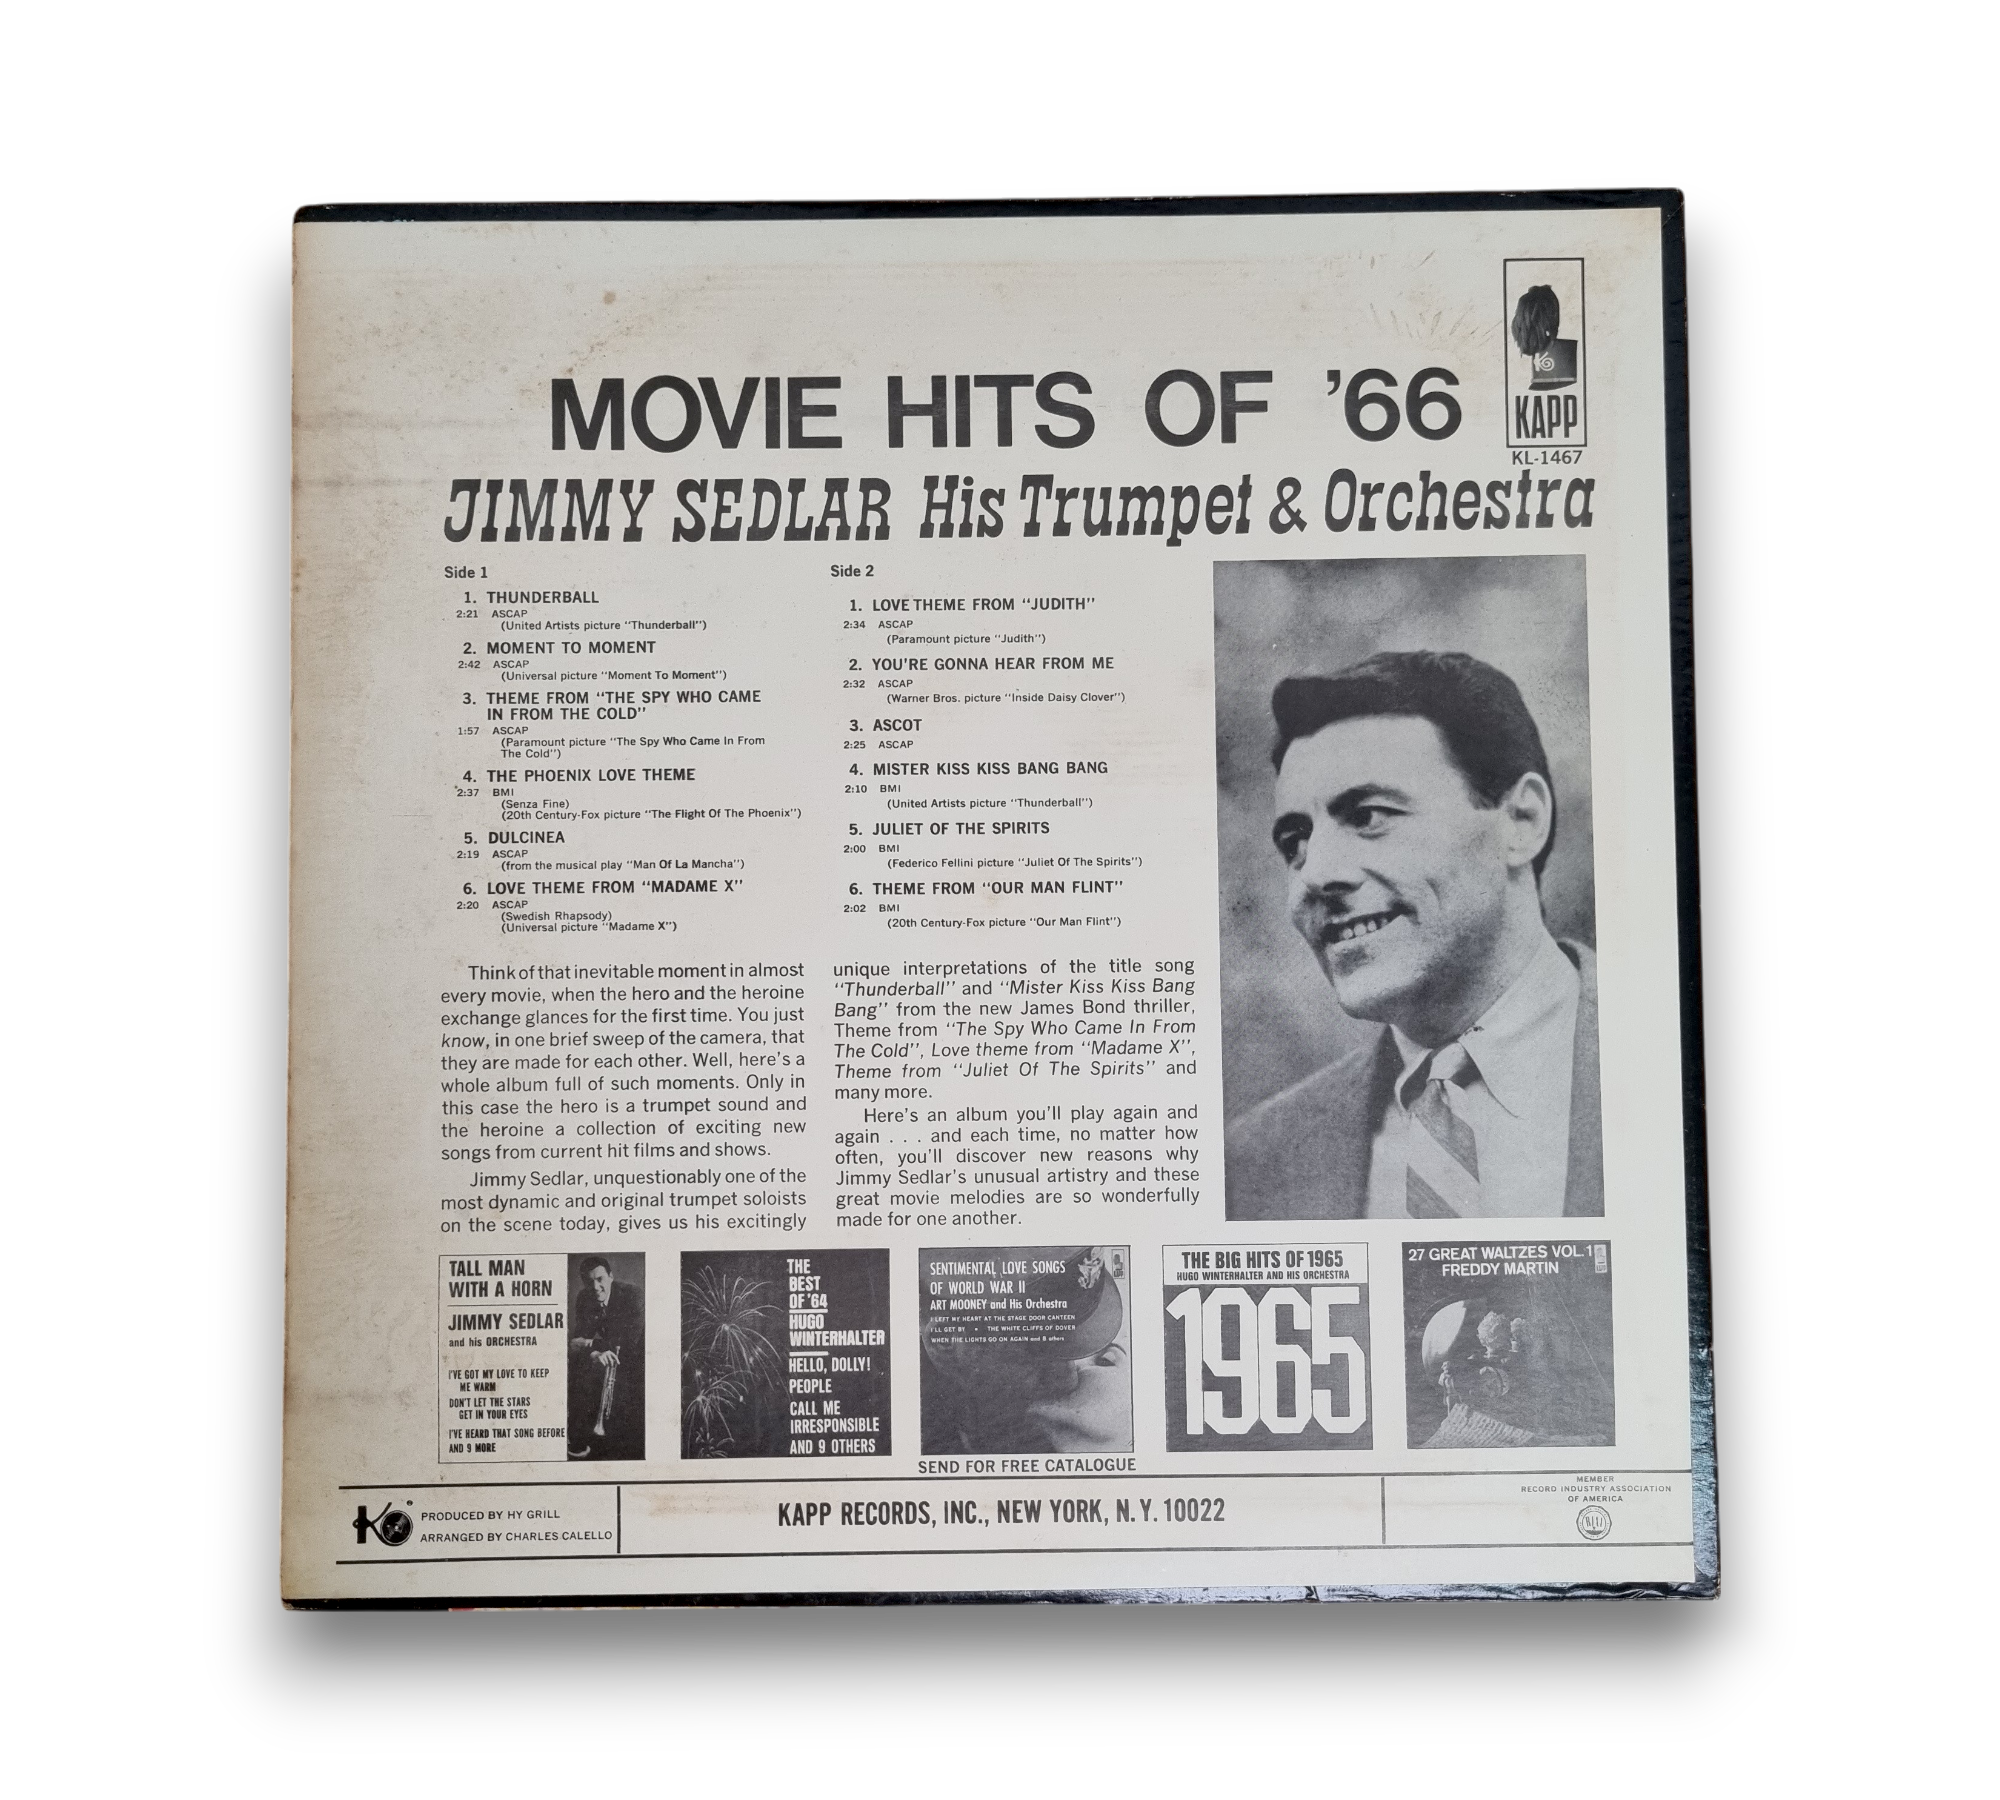 MOVIE HITS OF ’66
KAPP
KL-1467
JIMMY SEDLAR His Trumpet & Orchestra
Side 1
1. THUNDERBALL
2:21 ASCAP
(United Artists picture “Thunderball”)
2. MOMENT TO MOMENT
2:42 ASCAP
(Universal picture “Moment To Moment”)
3. THEME FROM “THE SPY WHO CAME
IN FROM THE COLD”
1:57 ASCAP
(Paramount picture “The Spy Who Came In From
The Cold”)
4. THE PHOENIX LOVE THEME
2:37 BMI
(Senza Fine)
(20th Century-Fox picture “The Flight Of The Phoenix”)
5. DULCINEA
2:19 ASCAP
(from the musical play “Man Of La Mancha”)
6. LOVE THEME FROM “MADAME X”
2:20 ASCAP
(Swedish Rhapsody)
(Universal picture “Madame X”)
Side 2
1. LOVE THEME FROM “JUDITH”
2:34 ASCAP
(Paramount picture “Judith”)
2. YOU’RE GONNA HEAR FROM ME
2:32 ASCAP
(Warner Bros. picture “Inside Daisy Clover”)
3. ASCOT
2:25 ASCAP
4. MISTER KISS KISS BANG BANG
2:10 BMI
(United Artists picture “Thunderball”)
5. JULIET OF THE SPIRITS
2:00 BMI
(Federico Fellini picture “Juliet Of The Spirits”)
6. THEME FROM “OUR MAN FLINT”
2:02 BMI
(20th Century-Fox picture “Our Man Flint”)
Think of that inevitable moment in almost
every movie, when the hero and the heroine
exchange glances for the first time. You just
know, in one brief sweep of the camera, that
they are made for each other. Well, here’s a
whole album full of such moments. Only in
this case the hero is a trumpet sound and
the heroine a collection of exciting new
songs from current hit films and shows.
Jimmy Sedlar, unquestionably one of the
most dynamic and original trumpet soloists
on the scene today, gives us his excitingly
unique interpretations of the title song
“Thunderball” and “Mister Kiss Kiss Bang
Bang” from the new James Bond thriller,
Theme from “The Spy Who Came In From
The Cold”, Love theme from “Madame X”,
Theme from “Juliet Of The Spirits” and
many more.
Here’s an album you’ll play again and
again . . . and each time, no matter how
often, you’ll discover new reasons why
Jimmy Sedlar’s unusual artistry and these
great movie melodies are so wonderfully
made for one another.
TALL MAN
WITH A HORN
JIMMY SEDLAR
and his ORCHESTRA
I’VE GOT MY LOVE TO KEEP
ME WARM
DON’T LET THE STARS
GET IN YOUR EYES
I’VE HEARD THAT SONG BEFORE
AND 9 MORE
THE
BEST
OF ’64
HUGO
WINTERHALTER
HELLO, DOLLY!
PEOPLE
CALL ME
IRRESPONSIBLE
AND 9 OTHERS
SENTIMENTAL LOVE SONGS
OF WORLD WAR II
ART MOONEY and His Orchestra
I LEFT MY HEART AT THE STAGE DOOR CANTEEN
I’LL GET BY • THE WHITE CLIFFS OF DOVER
WHEN THE LIGHTS GO ON AGAIN and 8 others
THE BIG HITS OF 1965
HUGO WINTERHALTER AND HIS ORCHESTRA
1965
27 GREAT WALTZES VOL. 1
FREDDY MARTIN
SEND FOR FREE CATALOGUE
PRODUCED BY HY GRILL
ARRANGED BY CHARLES CALELLO
KAPP RECORDS, INC., NEW YORK, N. Y. 10022
MEMBER
RECORD INDUSTRY ASSOCIATION
OF AMERICA